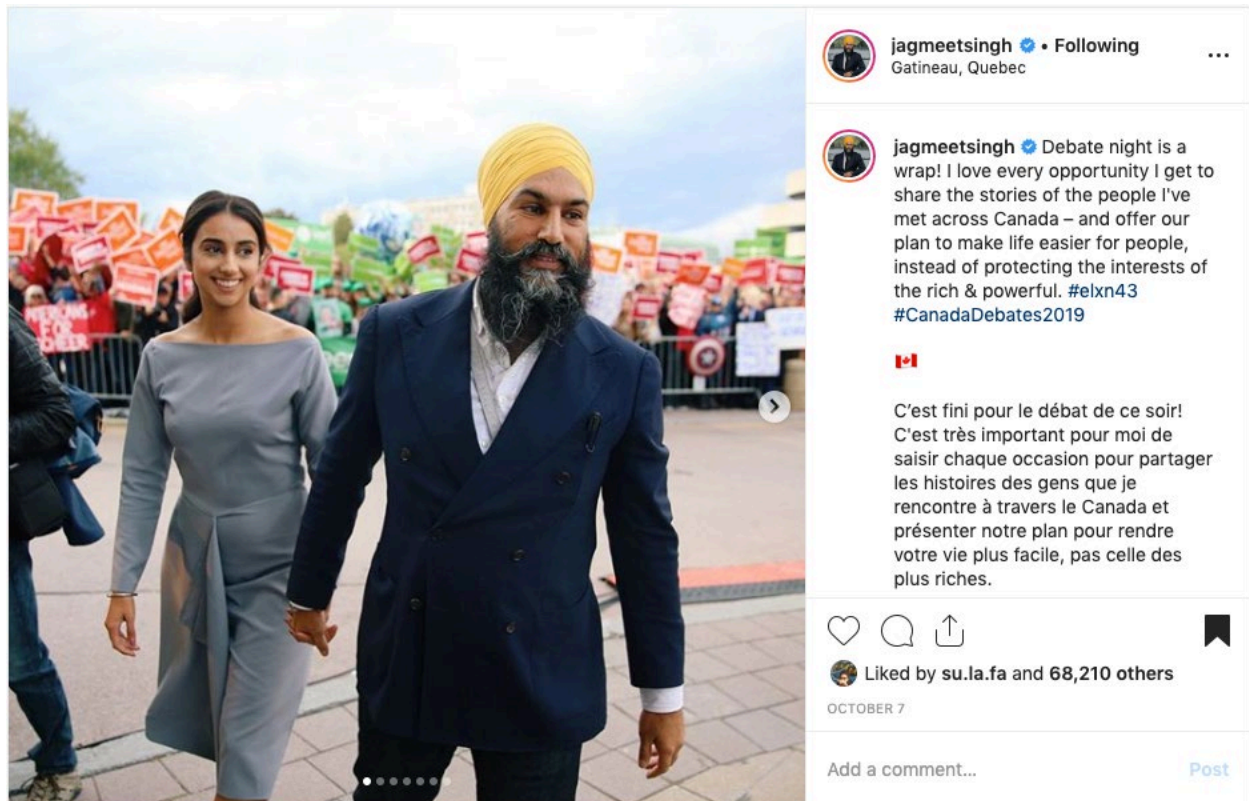 jagmeetsingh • Following
Gatineau, Quebec
jagmeetsingh Debate night is a
wrap! I love every opportunity I get to
share the stories of the people I've
met across Canada – and offer our
plan to make life easier for people,
instead of protecting the interests of
the rich & powerful. #elxn43
#CanadaDebates2019
C’est fini pour le débat de ce soir!
C'est très important pour moi de
saisir chaque occasion pour partager
les histoires des gens que je
rencontre à travers le Canada et
présenter notre plan pour rendre
votre vie plus facile, pas celle des
plus riches.
Liked by su.la.fa and 68,210 others
OCTOBER 7
Add a comment...
Post
FOR